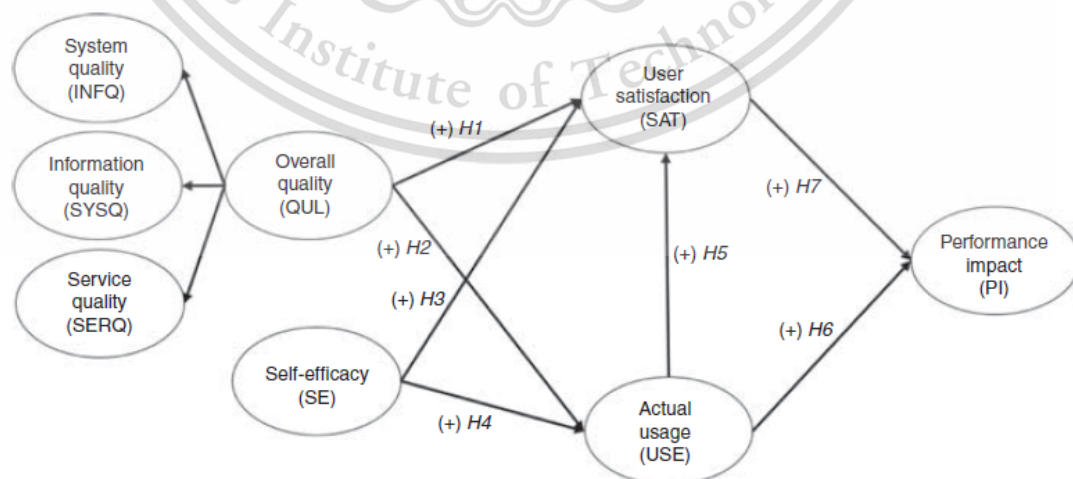 Institute of Technolo
System
quality
(INFQ)
Information
quality
(SYSQ)
Service
quality
(SERQ)
Overall
quality
(QUL)
Self-efficacy
(SE)
(+) H1
(+) H2
(+) H3
(+) H4
User
satisfaction
(SAT)
(+) H5
Actual
usage
(USE)
(+) H7
(+) H6
Performance
impact
(PI)